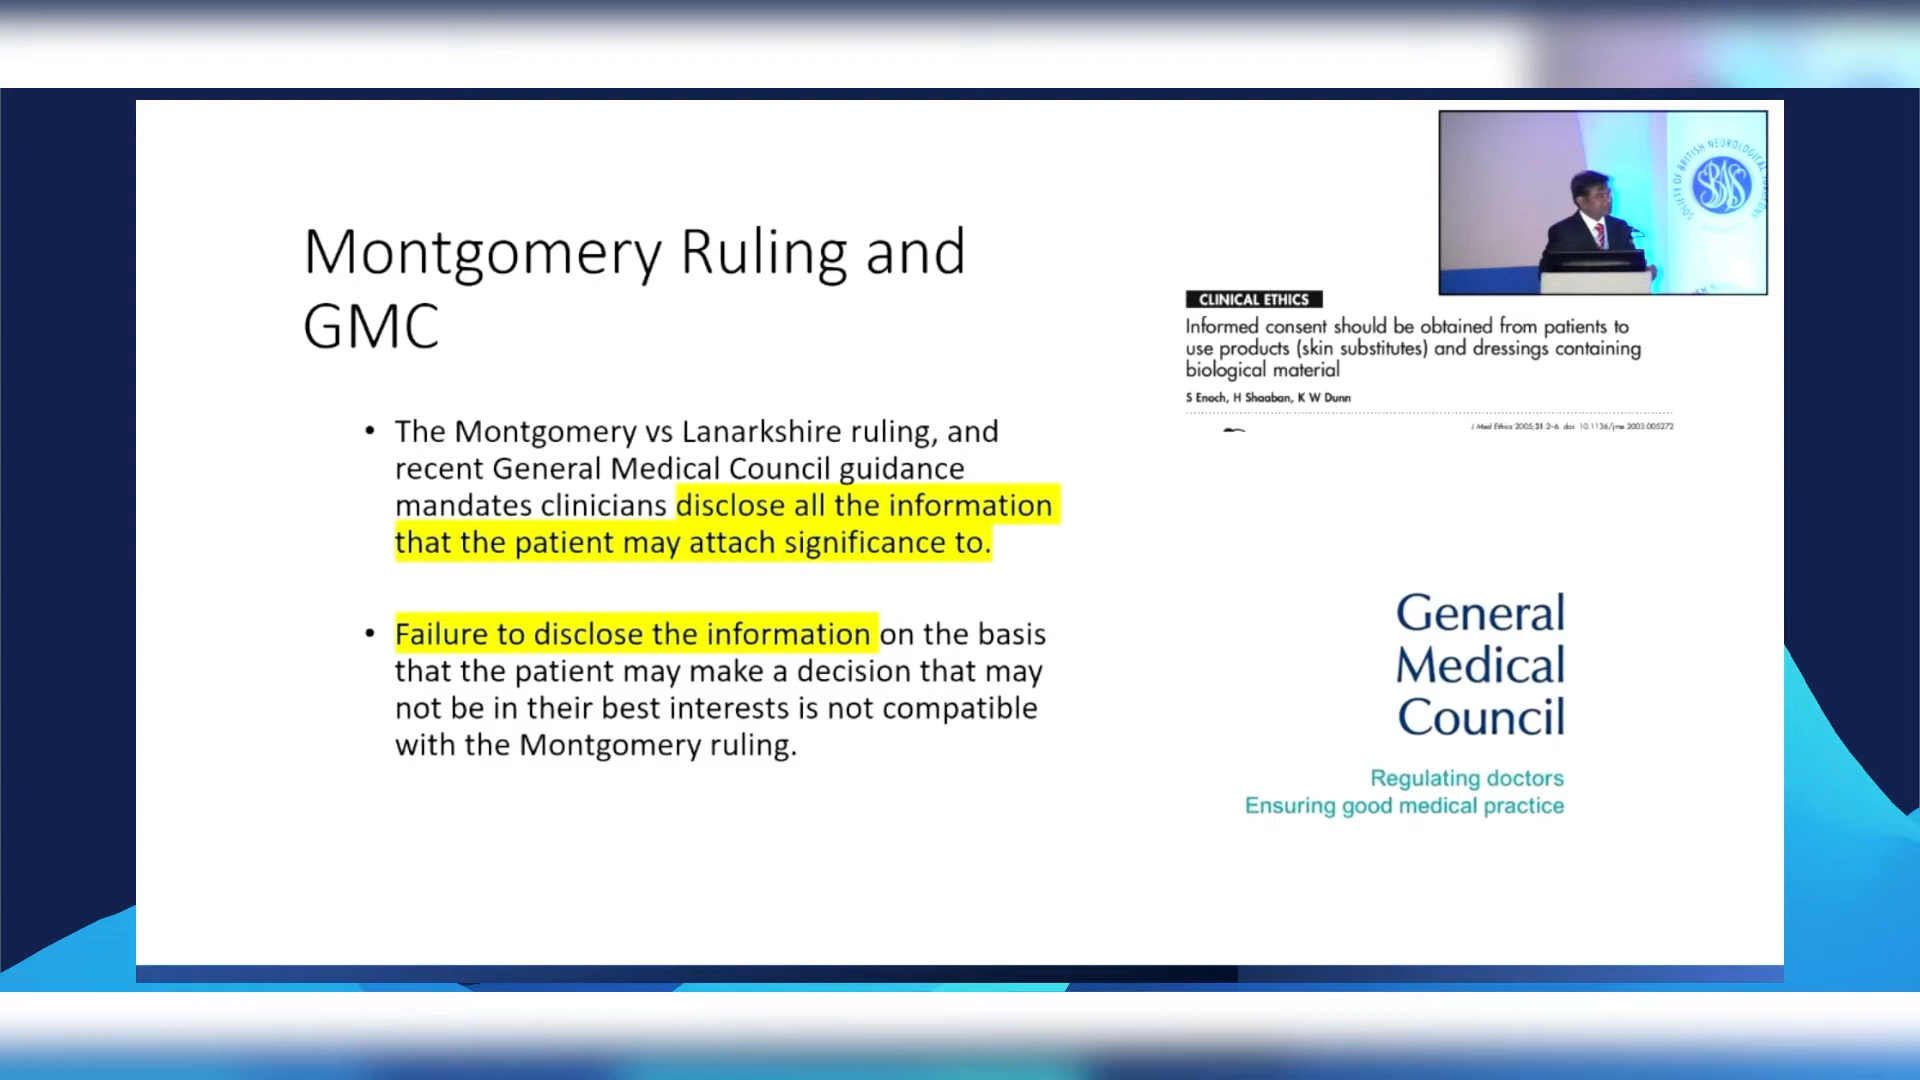 Montgomery Ruling and
GMC
• The Montgomery vs Lanarkshire ruling, and
recent General Medical Council guidance
mandates clinicians disclose all the information
that the patient may attach significance to.
• Failure to disclose the information on the basis
that the patient may make a decision that may
not be in their best interests is not compatible
with the Montgomery ruling.
SOCIETY OF BRITISH NEUROLOGICAL
SBNS
CLINICAL ETHICS
Informed consent should be obtained from patients to
use products (skin substitutes) and dressings containing
biological material
S Enoch, H Shaaban, K W Dunn
J Med Ethics 2005;31:2–6. doi: 10.1136/jme.2003.005272
General
Medical
Council
Regulating doctors
Ensuring good medical practice